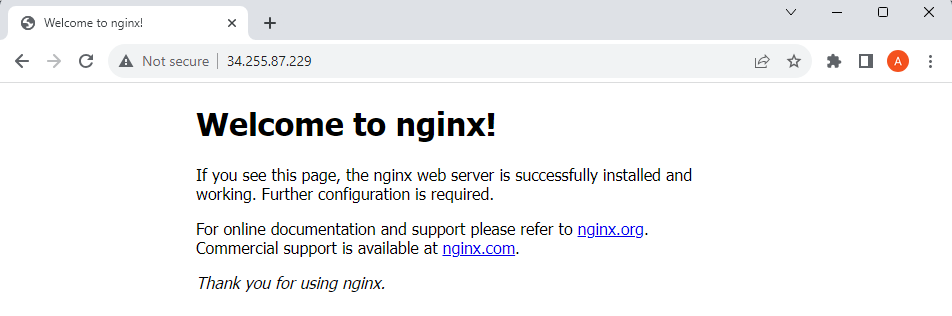 Welcome to nginx!
Not secure
34.255.87.229
A
Welcome to nginx!
If you see this page, the nginx web server is successfully installed and
working. Further configuration is required.
For online documentation and support please refer to nginx.org.
Commercial support is available at nginx.com.
Thank you for using nginx.